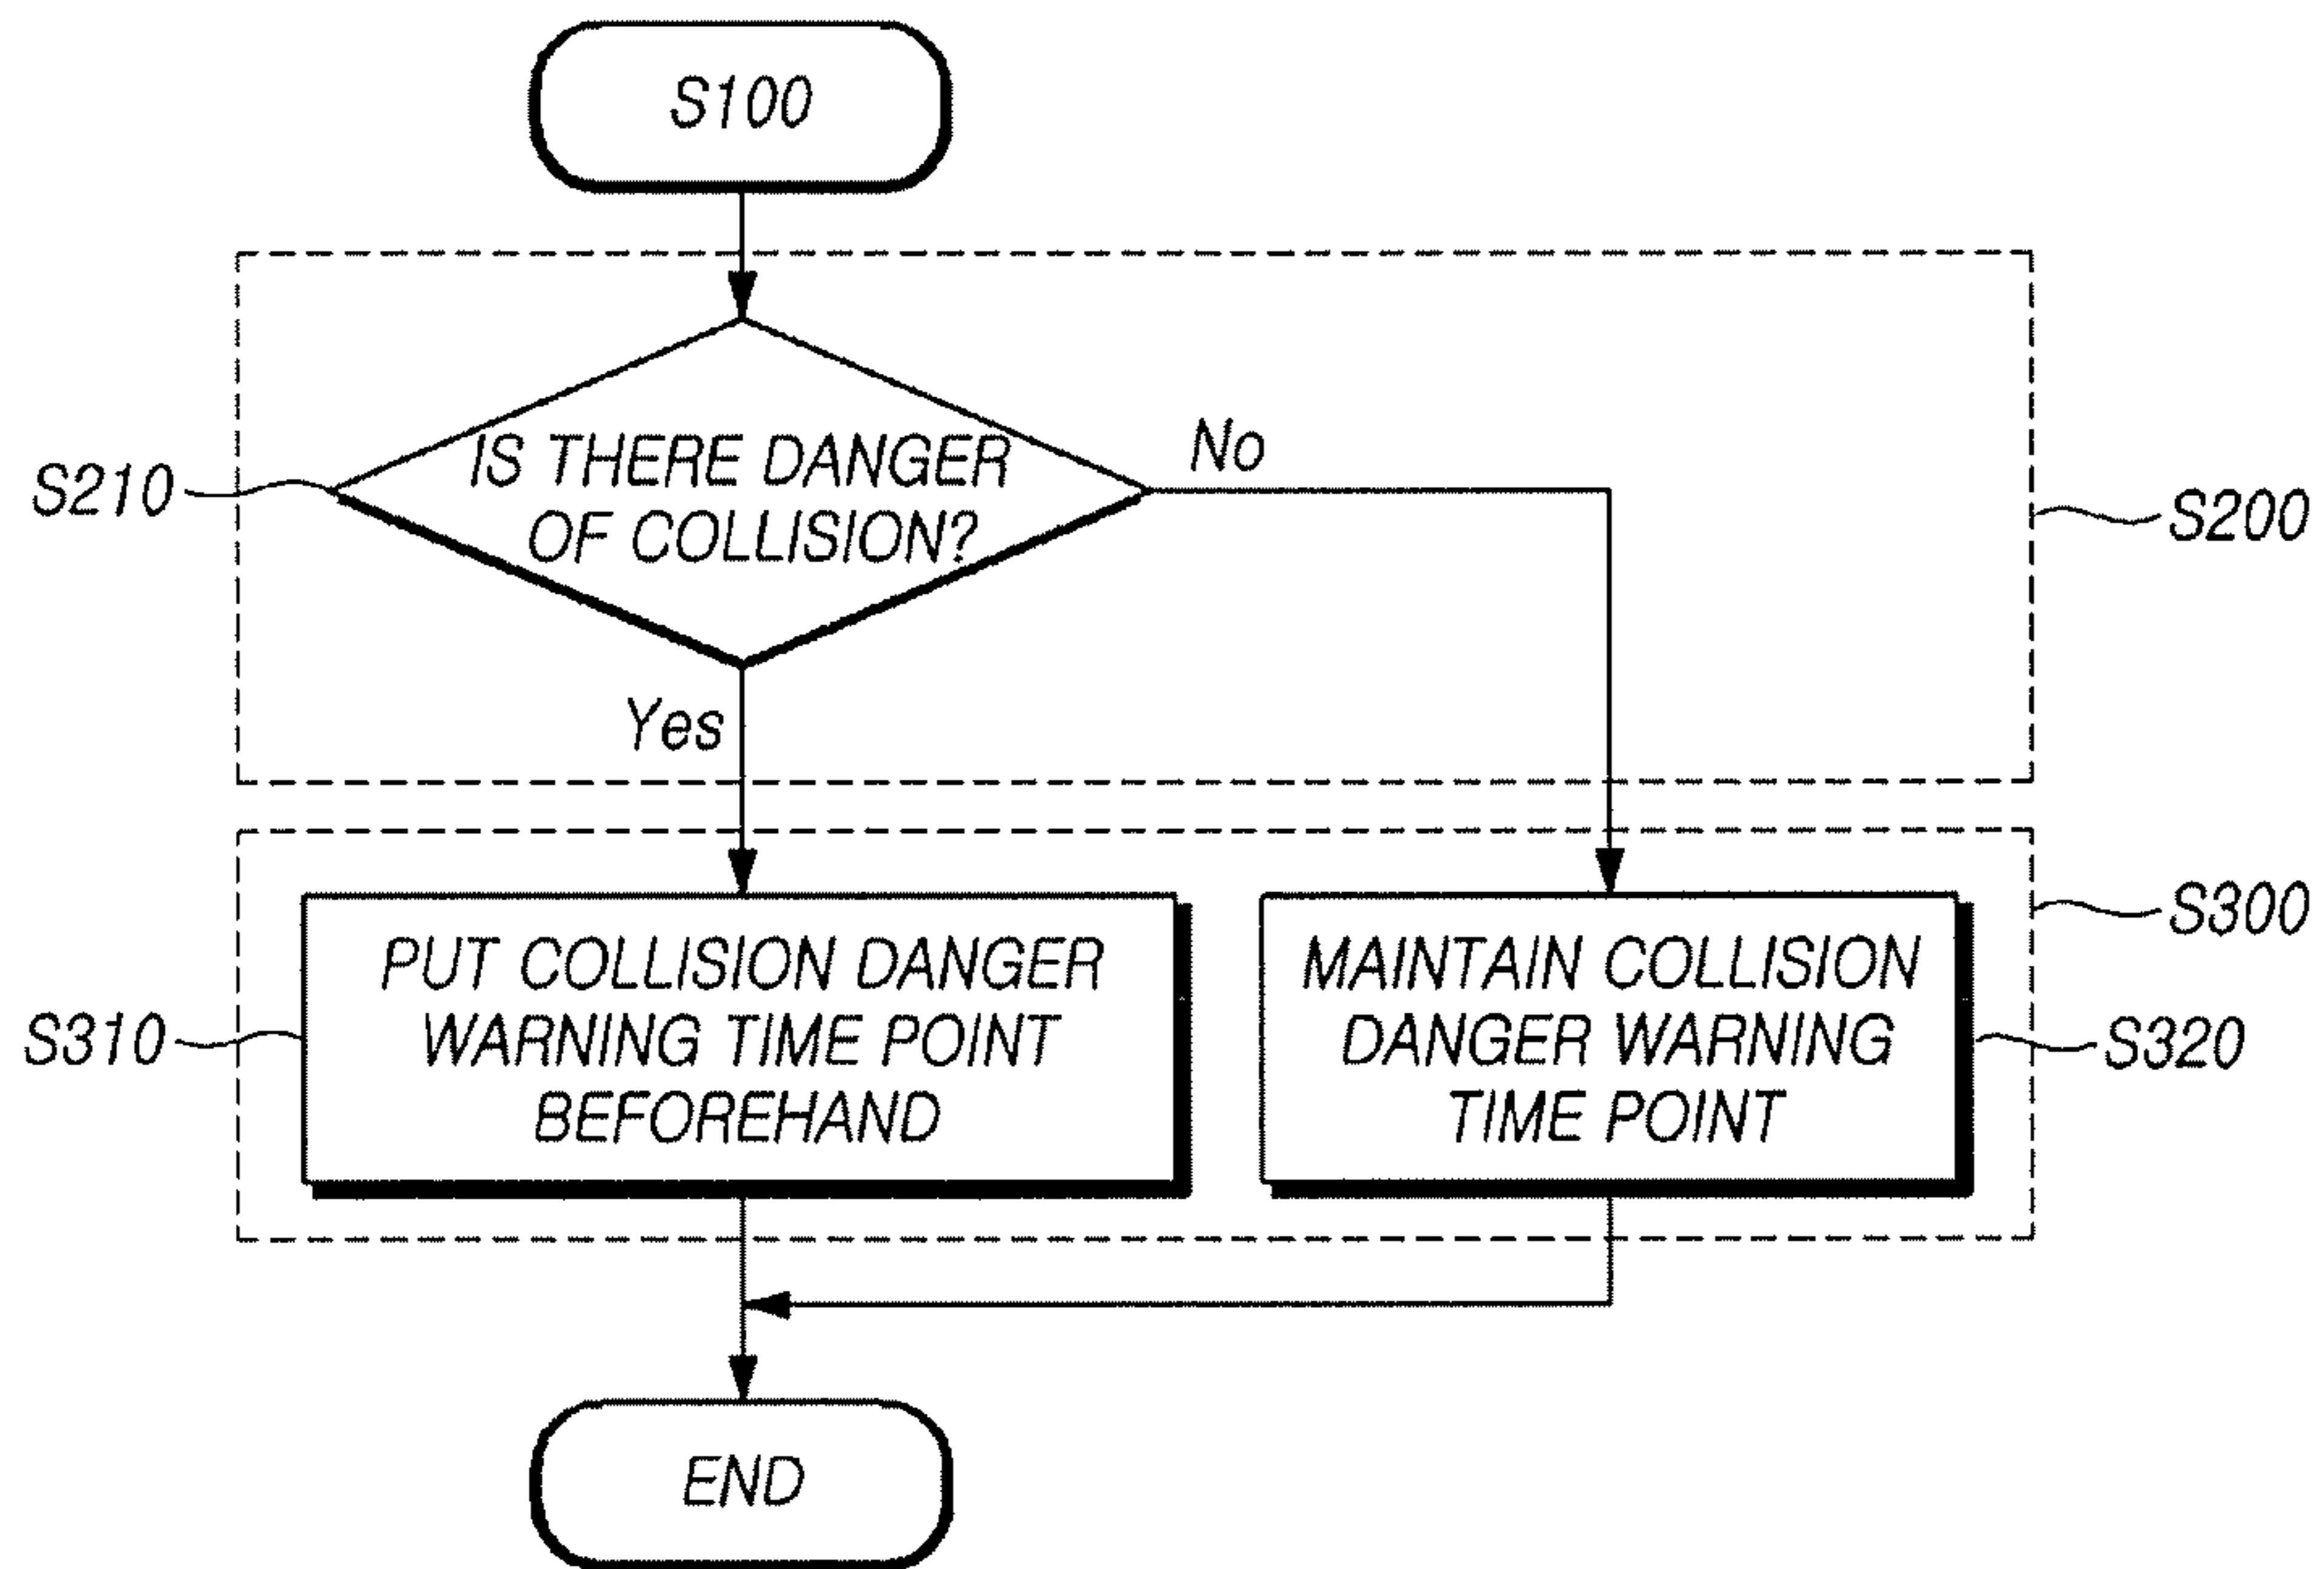 S100
IS THERE DANGER
OF COLLISION?
No
S210
S200
Yes
PUT COLLISION DANGER
WARNING TIME POINT
BEFOREHAND
S310
MAINTAIN COLLISION
DANGER WARNING
TIME POINT
S300
S320
END